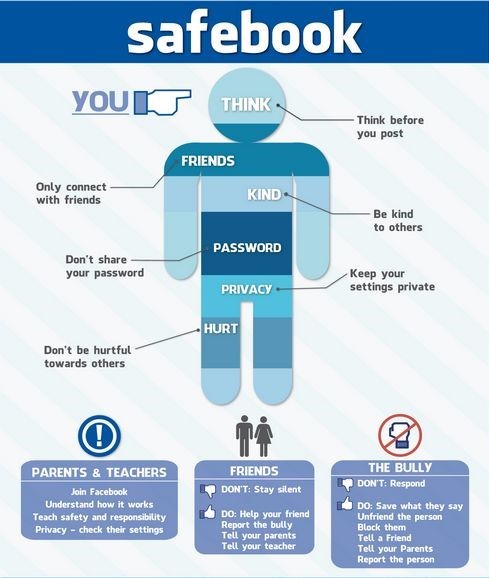 safebook
YOU
THINK
Think before
you post
FRIENDS
Only connect
with friends
KIND
Be kind
to others
PASSWORD
Don't share
your password
PRIVACY
Keep your
settings private
HURT
Don't be hurtful
towards others
PARENTS & TEACHERS
Join Facebook
Understand how it works
Teach safety and responsibility
Privacy – check their settings
FRIENDS
DON'T: Stay silent
DO: Help your friend
Report the bully
Tell your parents
Tell your teacher
THE BULLY
DON'T: Respond
DO: Save what they say
Unfriend the person
Block them
Tell a Friend
Tell your Parents
Report the person